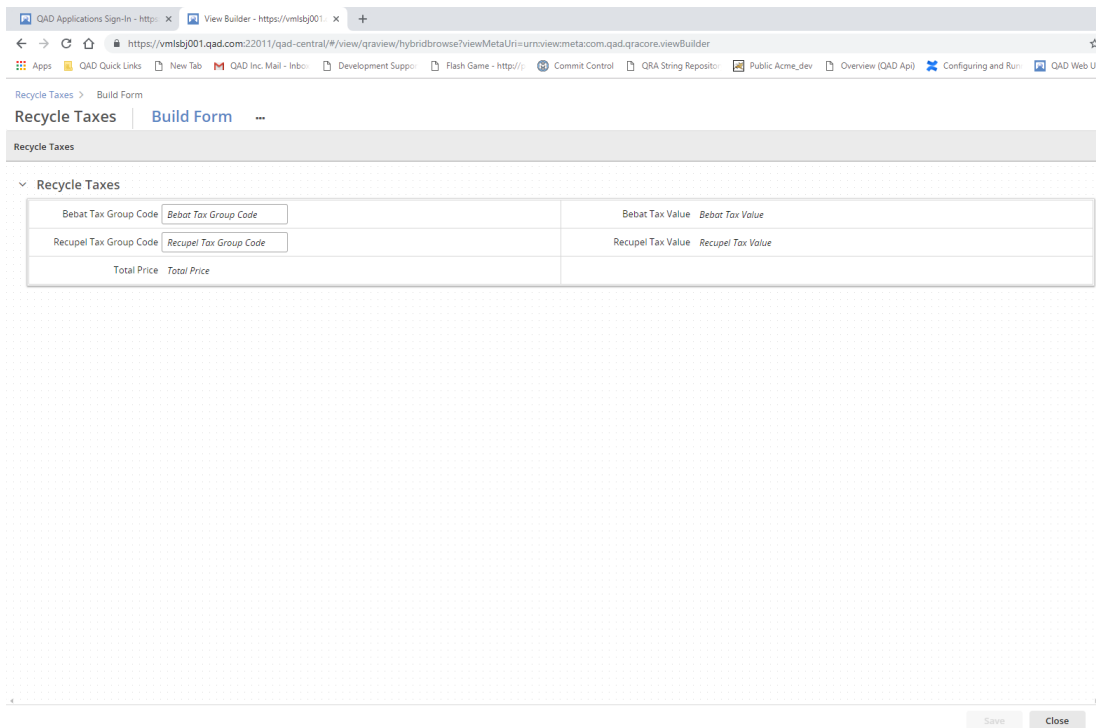 QAD Applications Sign-In - https: × View Builder - https://vmlsbj001. × +
https://vmlsbj001.qad.com:22011/qad-central/#/view/qraview/hybridbrowse?viewMetaUri=urn:view:meta:com.qad.qracore.viewBuilder
Apps QAD Quick Links New Tab QAD Inc. Mail - Inbo Development Suppor Flash Game - http://p Commit Control QRA String Repositor Public Acme_dev Overview (QAD Api) Configuring and Run QAD Web U
Recycle Taxes > Build Form
Recycle Taxes Build Form ...
Recycle Taxes
Recycle Taxes
Bebat Tax Group Code Bebat Tax Group Code Bebat Tax Value Bebat Tax Value
Recupel Tax Group Code Recupel Tax Group Code Recupel Tax Value Recupel Tax Value
Total Price Total Price
Save Close